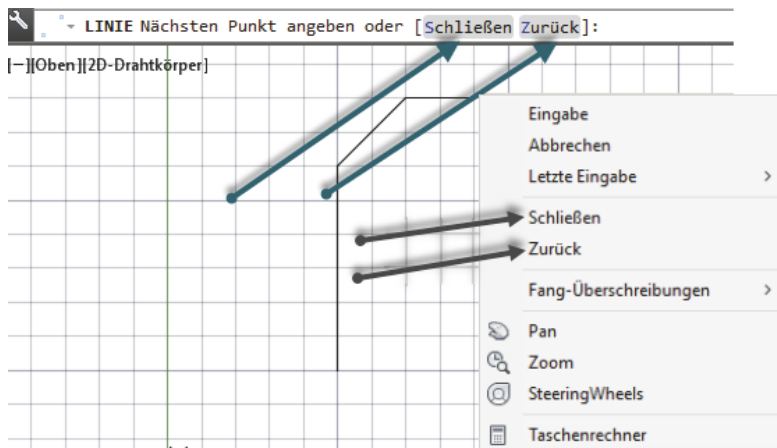 LINIE Nächsten Punkt angeben oder [Schließen Zurück]:
[−][Oben][2D-Drahtkörper]
Eingabe
Abbrechen
Letzte Eingabe
Schließen
Zurück
Fang-Überschreibungen
Pan
Zoom
SteeringWheels
Taschenrechner